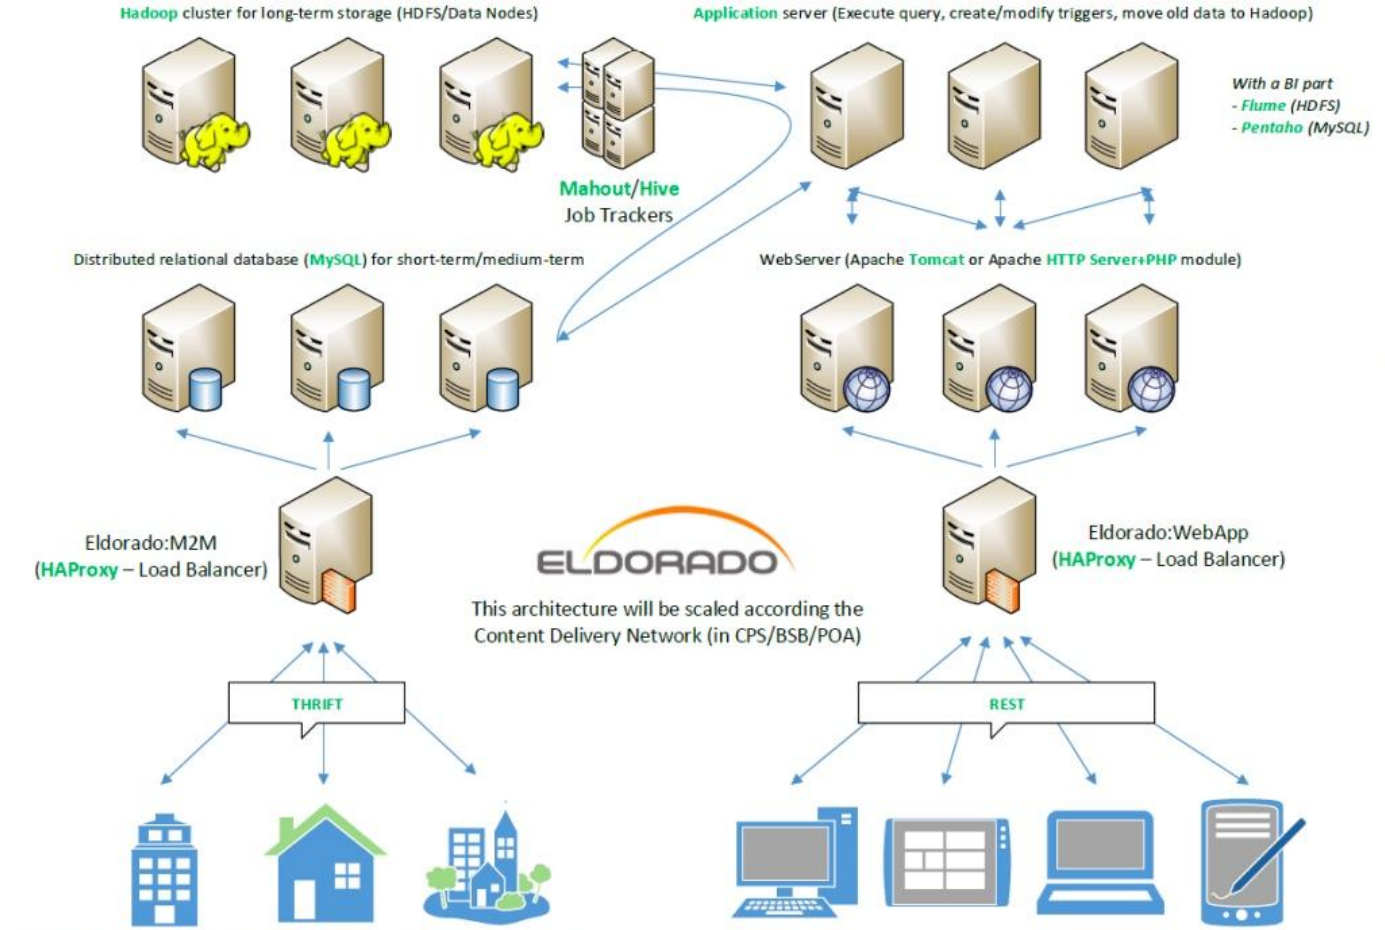 Hadoop cluster for long-term storage (HDFS/Data Nodes)
Application server (Execute query, create/modify triggers, move old data to Hadoop)
With a BI part
- Flume (HDFS)
- Pentaho (MySQL)
Mahout/Hive
Job Trackers
Distributed relational database (MySQL) for short-term/medium-term
WebServer (Apache Tomcat or Apache HTTP Server+PHP module)
Eldorado:M2M
(HAProxy – Load Balancer)
ELDORADO
This architecture will be scaled according the
Content Delivery Network (in CPS/BSB/POA)
Eldorado:WebApp
(HAProxy – Load Balancer)
THRIFT
REST